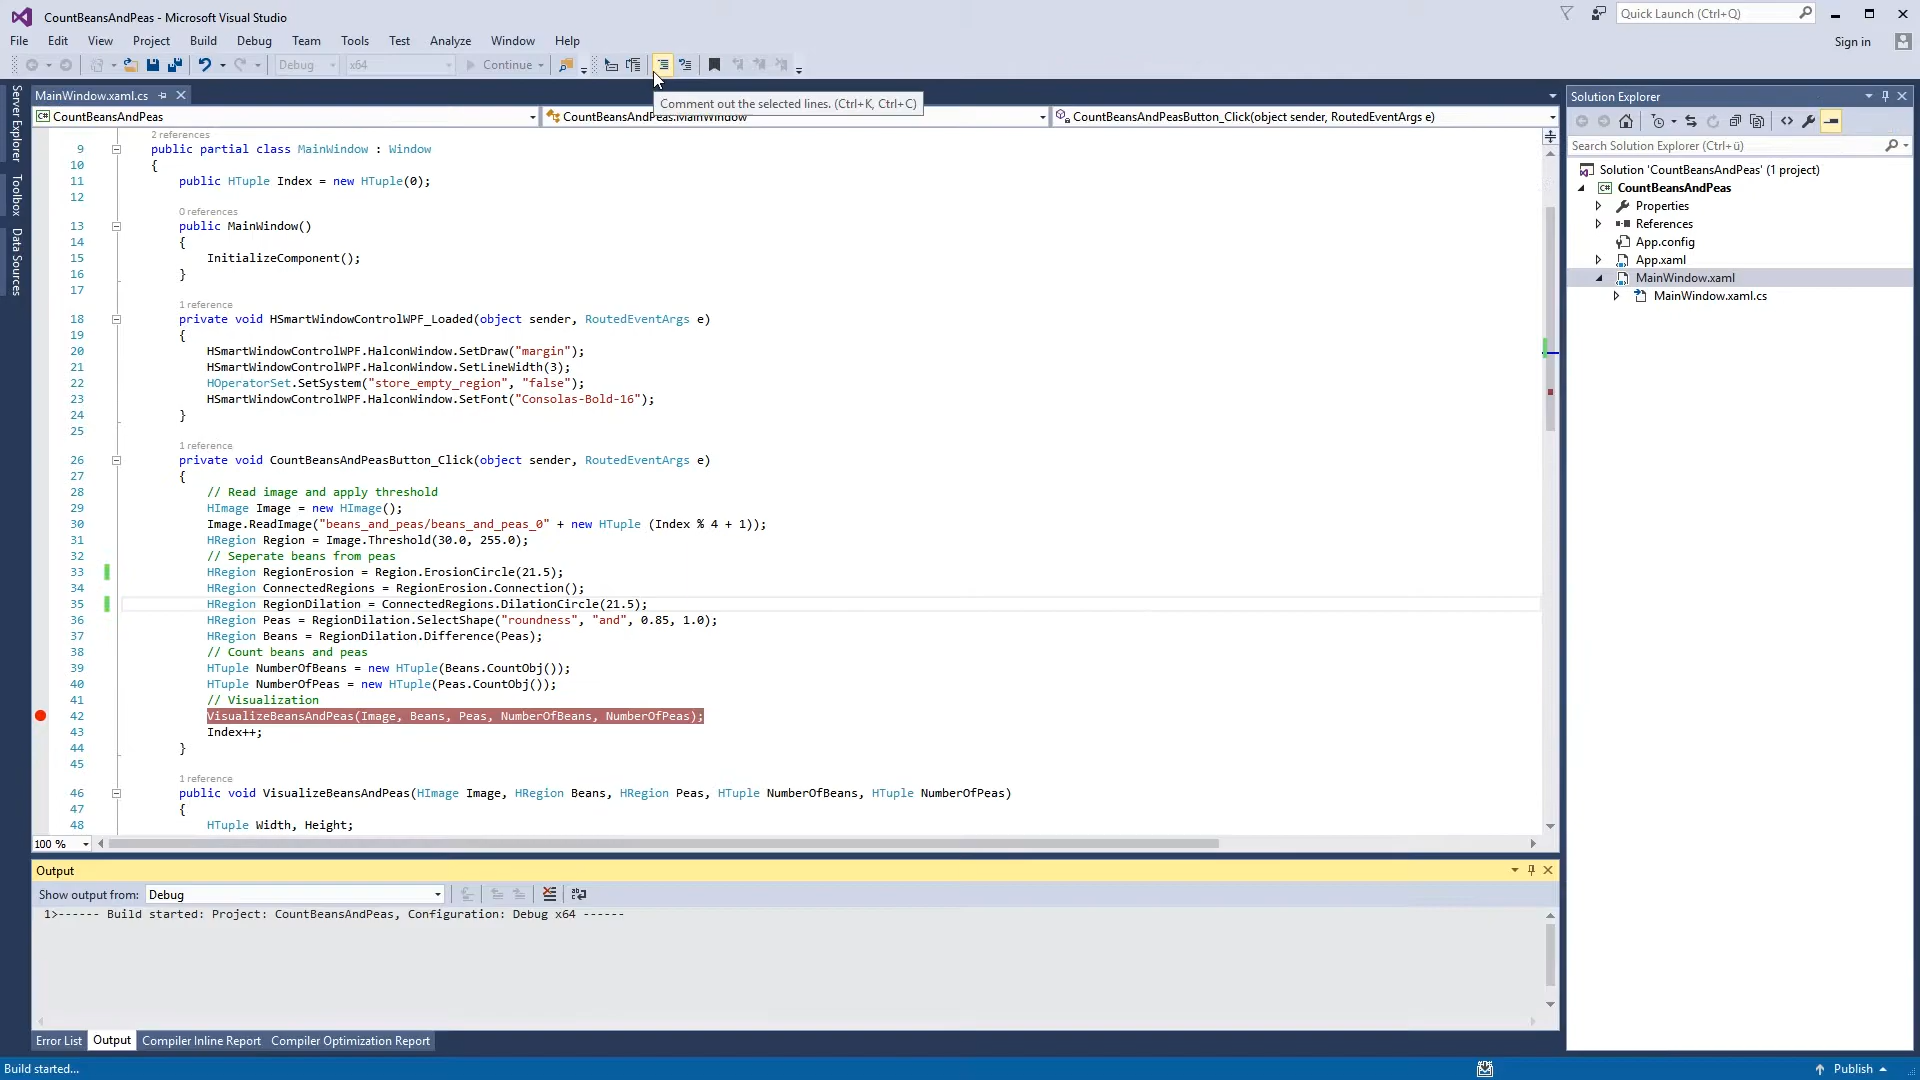 CountBeansAndPeas - Microsoft Visual Studio
Quick Launch (Ctrl+Q)
File Edit View Project Build Debug Team Tools Test Analyze Window Help
Sign in
Debug x64 Continue
MainWindow.xaml.cs
Comment out the selected lines. (Ctrl+K, Ctrl+C)
CountBeansAndPeas CountBeansAndPeas.MainWindow CountBeansAndPeasButton_Click(object sender, RoutedEventArgs e)
Server Explorer
Toolbox
Data Sources
2 references
9 public partial class MainWindow : Window
10 {
11 public HTuple Index = new HTuple(0);
12
0 references
13 public MainWindow()
14 {
15 InitializeComponent();
16 }
17
1 reference
18 private void HSmartWindowControlWPF_Loaded(object sender, RoutedEventArgs e)
19 {
20 HSmartWindowControlWPF.HalconWindow.SetDraw("margin");
21 HSmartWindowControlWPF.HalconWindow.SetLineWidth(3);
22 HOperatorSet.SetSystem("store_empty_region", "false");
23 HSmartWindowControlWPF.HalconWindow.SetFont("Consolas-Bold-16");
24 }
25
1 reference
26 private void CountBeansAndPeasButton_Click(object sender, RoutedEventArgs e)
27 {
28 // Read image and apply threshold
29 HImage Image = new HImage();
30 Image.ReadImage("beans_and_peas/beans_and_peas_0" + new HTuple (Index % 4 + 1));
31 HRegion Region = Image.Threshold(30.0, 255.0);
32 // Seperate beans from peas
33 HRegion RegionErosion = Region.ErosionCircle(21.5);
34 HRegion ConnectedRegions = RegionErosion.Connection();
35 HRegion RegionDilation = ConnectedRegions.DilationCircle(21.5);
36 HRegion Peas = RegionDilation.SelectShape("roundness", "and", 0.85, 1.0);
37 HRegion Beans = RegionDilation.Difference(Peas);
38 // Count beans and peas
39 HTuple NumberOfBeans = new HTuple(Beans.CountObj());
40 HTuple NumberOfPeas = new HTuple(Peas.CountObj());
41 // Visualization
42 VisualizeBeansAndPeas(Image, Beans, Peas, NumberOfBeans, NumberOfPeas);
43 Index++;
44 }
45
1 reference
46 public void VisualizeBeansAndPeas(HImage Image, HRegion Beans, HRegion Peas, HTuple NumberOfBeans, HTuple NumberOfPeas)
47 {
48 HTuple Width, Height;
100 %
Solution Explorer
Search Solution Explorer (Ctrl+ü)
Solution 'CountBeansAndPeas' (1 project)
CountBeansAndPeas
Properties
References
App.config
App.xaml
MainWindow.xaml
MainWindow.xaml.cs
Output
Show output from: Debug
1>------ Build started: Project: CountBeansAndPeas, Configuration: Debug x64 ------
Error List Output Compiler Inline Report Compiler Optimization Report
Build started... Publish